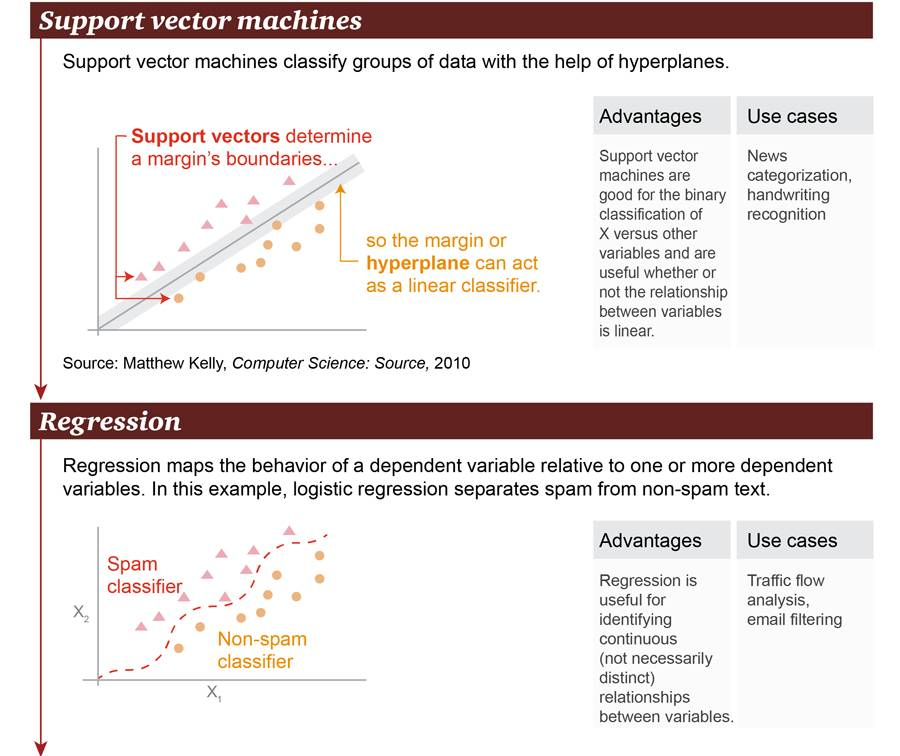 Support vector machines
Support vector machines classify groups of data with the help of hyperplanes.
Support vectors determine
a margin's boundaries...
so the margin or
hyperplane can act
as a linear classifier.
Advantages
Support vector
machines are
good for the binary
classification of
X versus other
variables and are
useful whether or
not the relationship
between variables
is linear.
Use cases
News
categorization,
handwriting
recognition
Source: Matthew Kelly, Computer Science: Source, 2010
Regression
Regression maps the behavior of a dependent variable relative to one or more dependent
variables. In this example, logistic regression separates spam from non-spam text.
Spam
classifier
X2
Non-spam
classifier
X1
Advantages
Regression is
useful for
identifying
continuous
(not necessarily
distinct)
relationships
between variables.
Use cases
Traffic flow
analysis,
email filtering